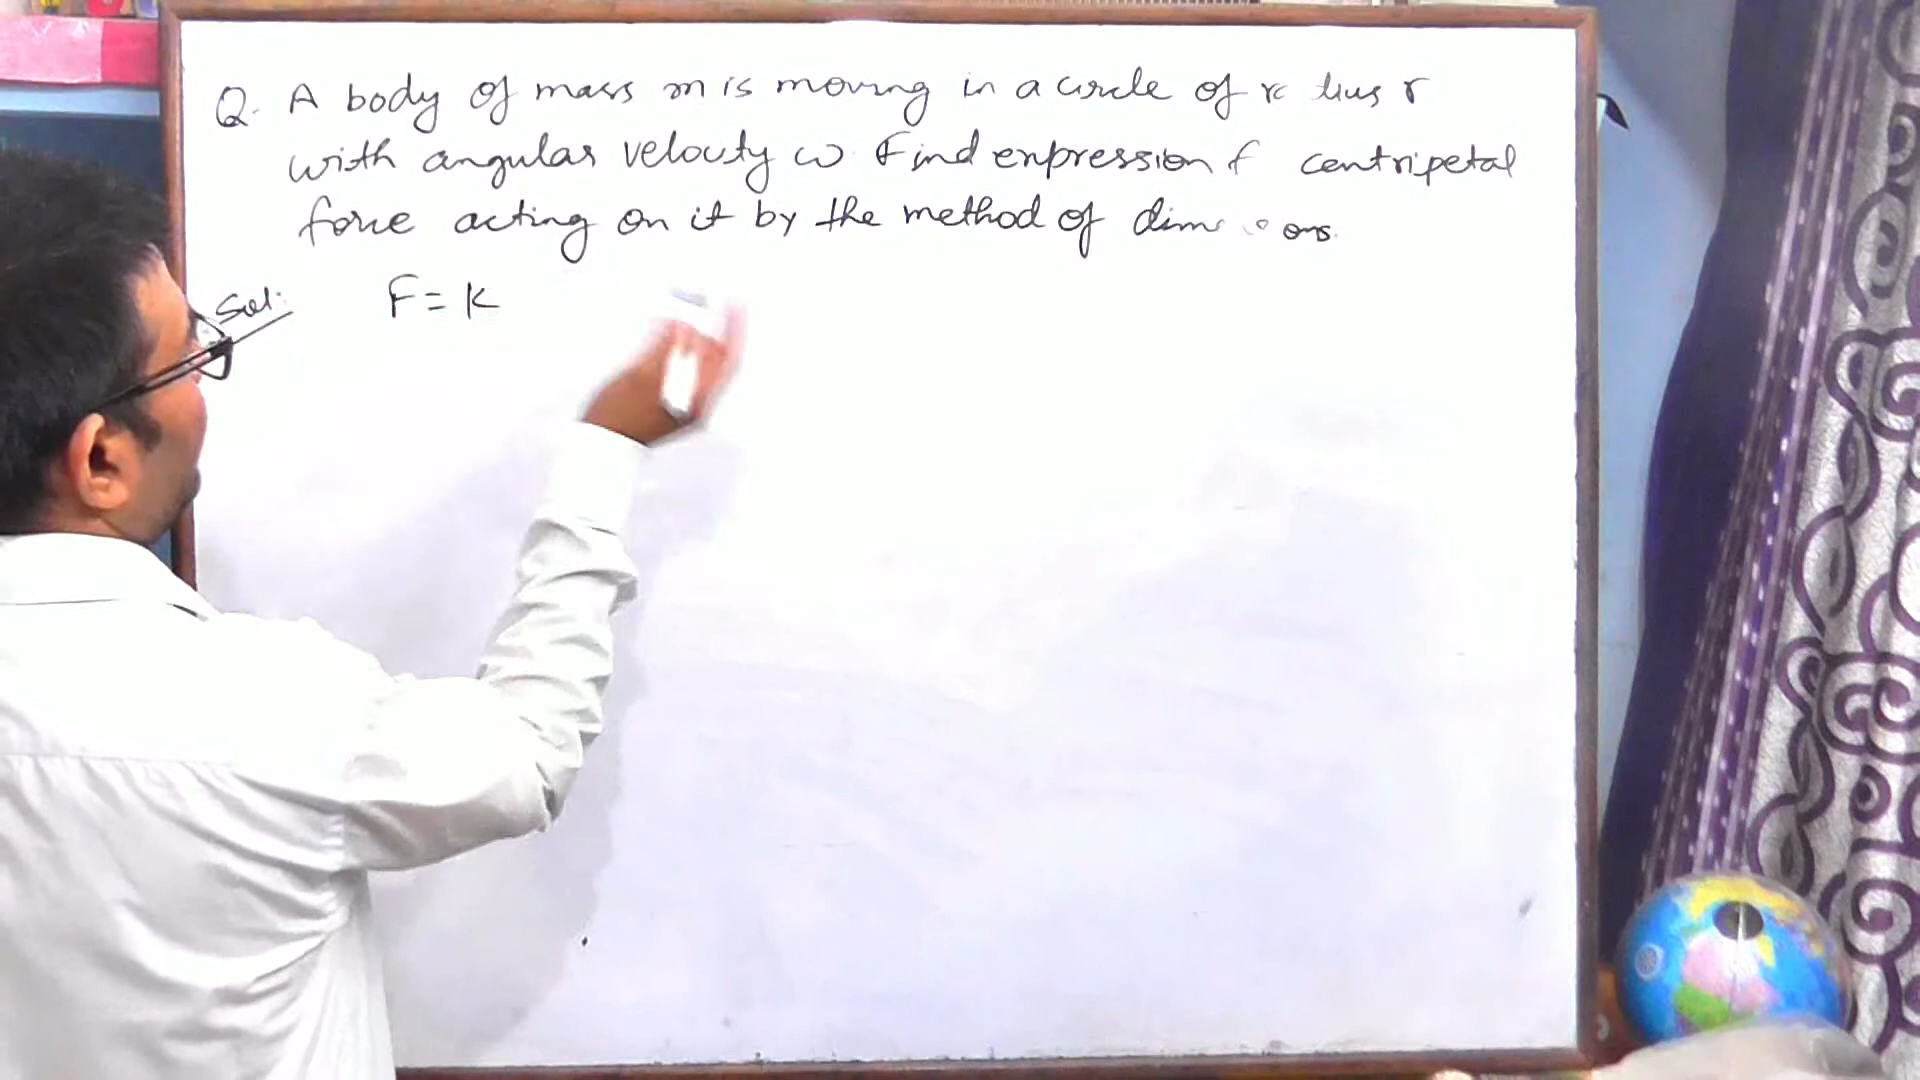 Q. A body of mass m is moving in a circle of r
with angular velocity ω Find expression f centripetal
force acting on it by the method of
Sol: F = K